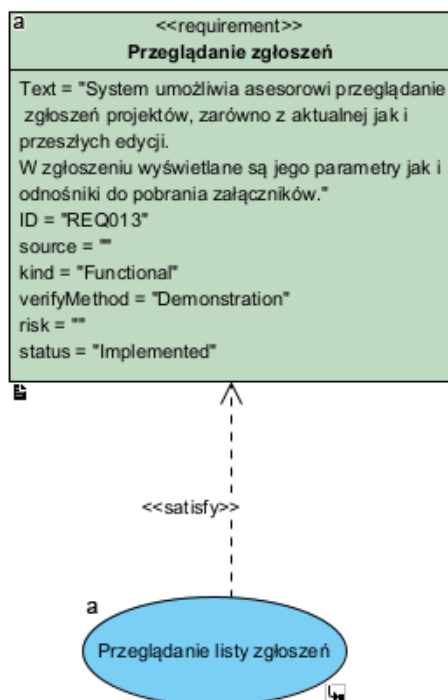 a
<<requirement>>
Przeglądanie zgłoszeń
Text = "System umożliwia asesorowi przeglądanie
zgłoszeń projektów, zarówno z aktualnej jak i
przeszłych edycji.
W zgłoszeniu wyświetlane są jego parametry jak i
odnośniki do pobrania załączników."
ID = "REQ013"
source = ""
kind = "Functional"
verifyMethod = "Demonstration"
risk = ""
status = "Implemented"
<<satisfy>>
a
Przeglądanie listy zgłoszeń